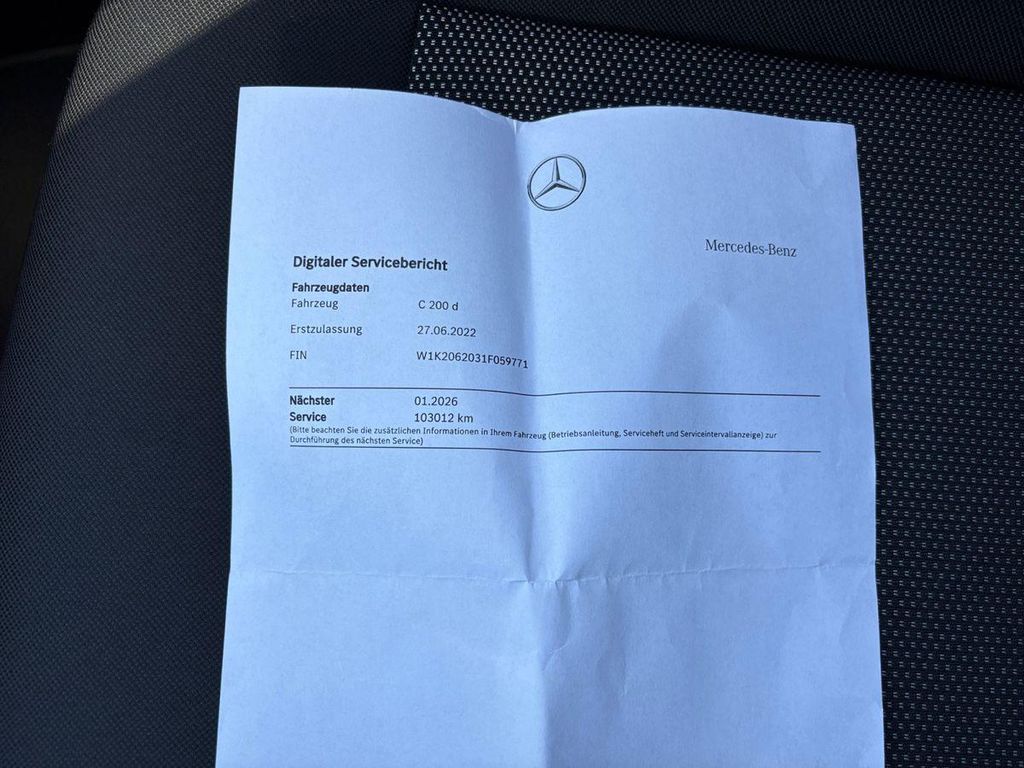 Mercedes-Benz
Digitaler Servicebericht
Fahrzeugdaten
Fahrzeug C 200 d
Erstzulassung 27.06.2022
FIN W1K2062031F059771
Nächster 01.2026
Service 103012 km
(Bitte beachten Sie die zusätzlichen Informationen in Ihrem Fahrzeug (Betriebsanleitung, Serviceheft und Serviceintervallanzeige) zur
Durchführung des nächsten Service)